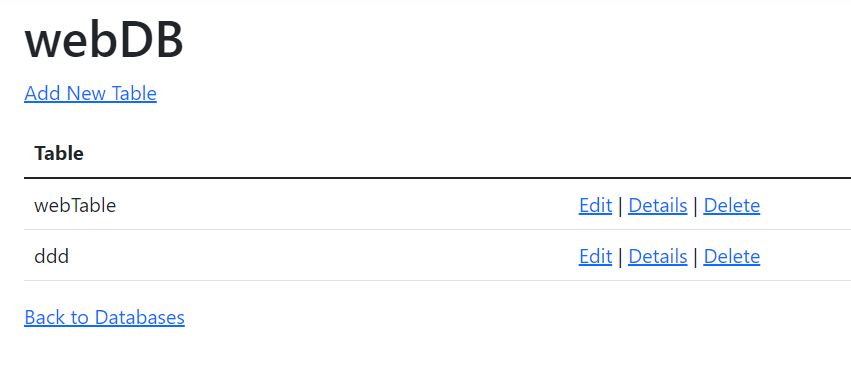 webDB
Add New Table
Table
webTable Edit | Details | Delete
ddd Edit | Details | Delete
Back to Databases